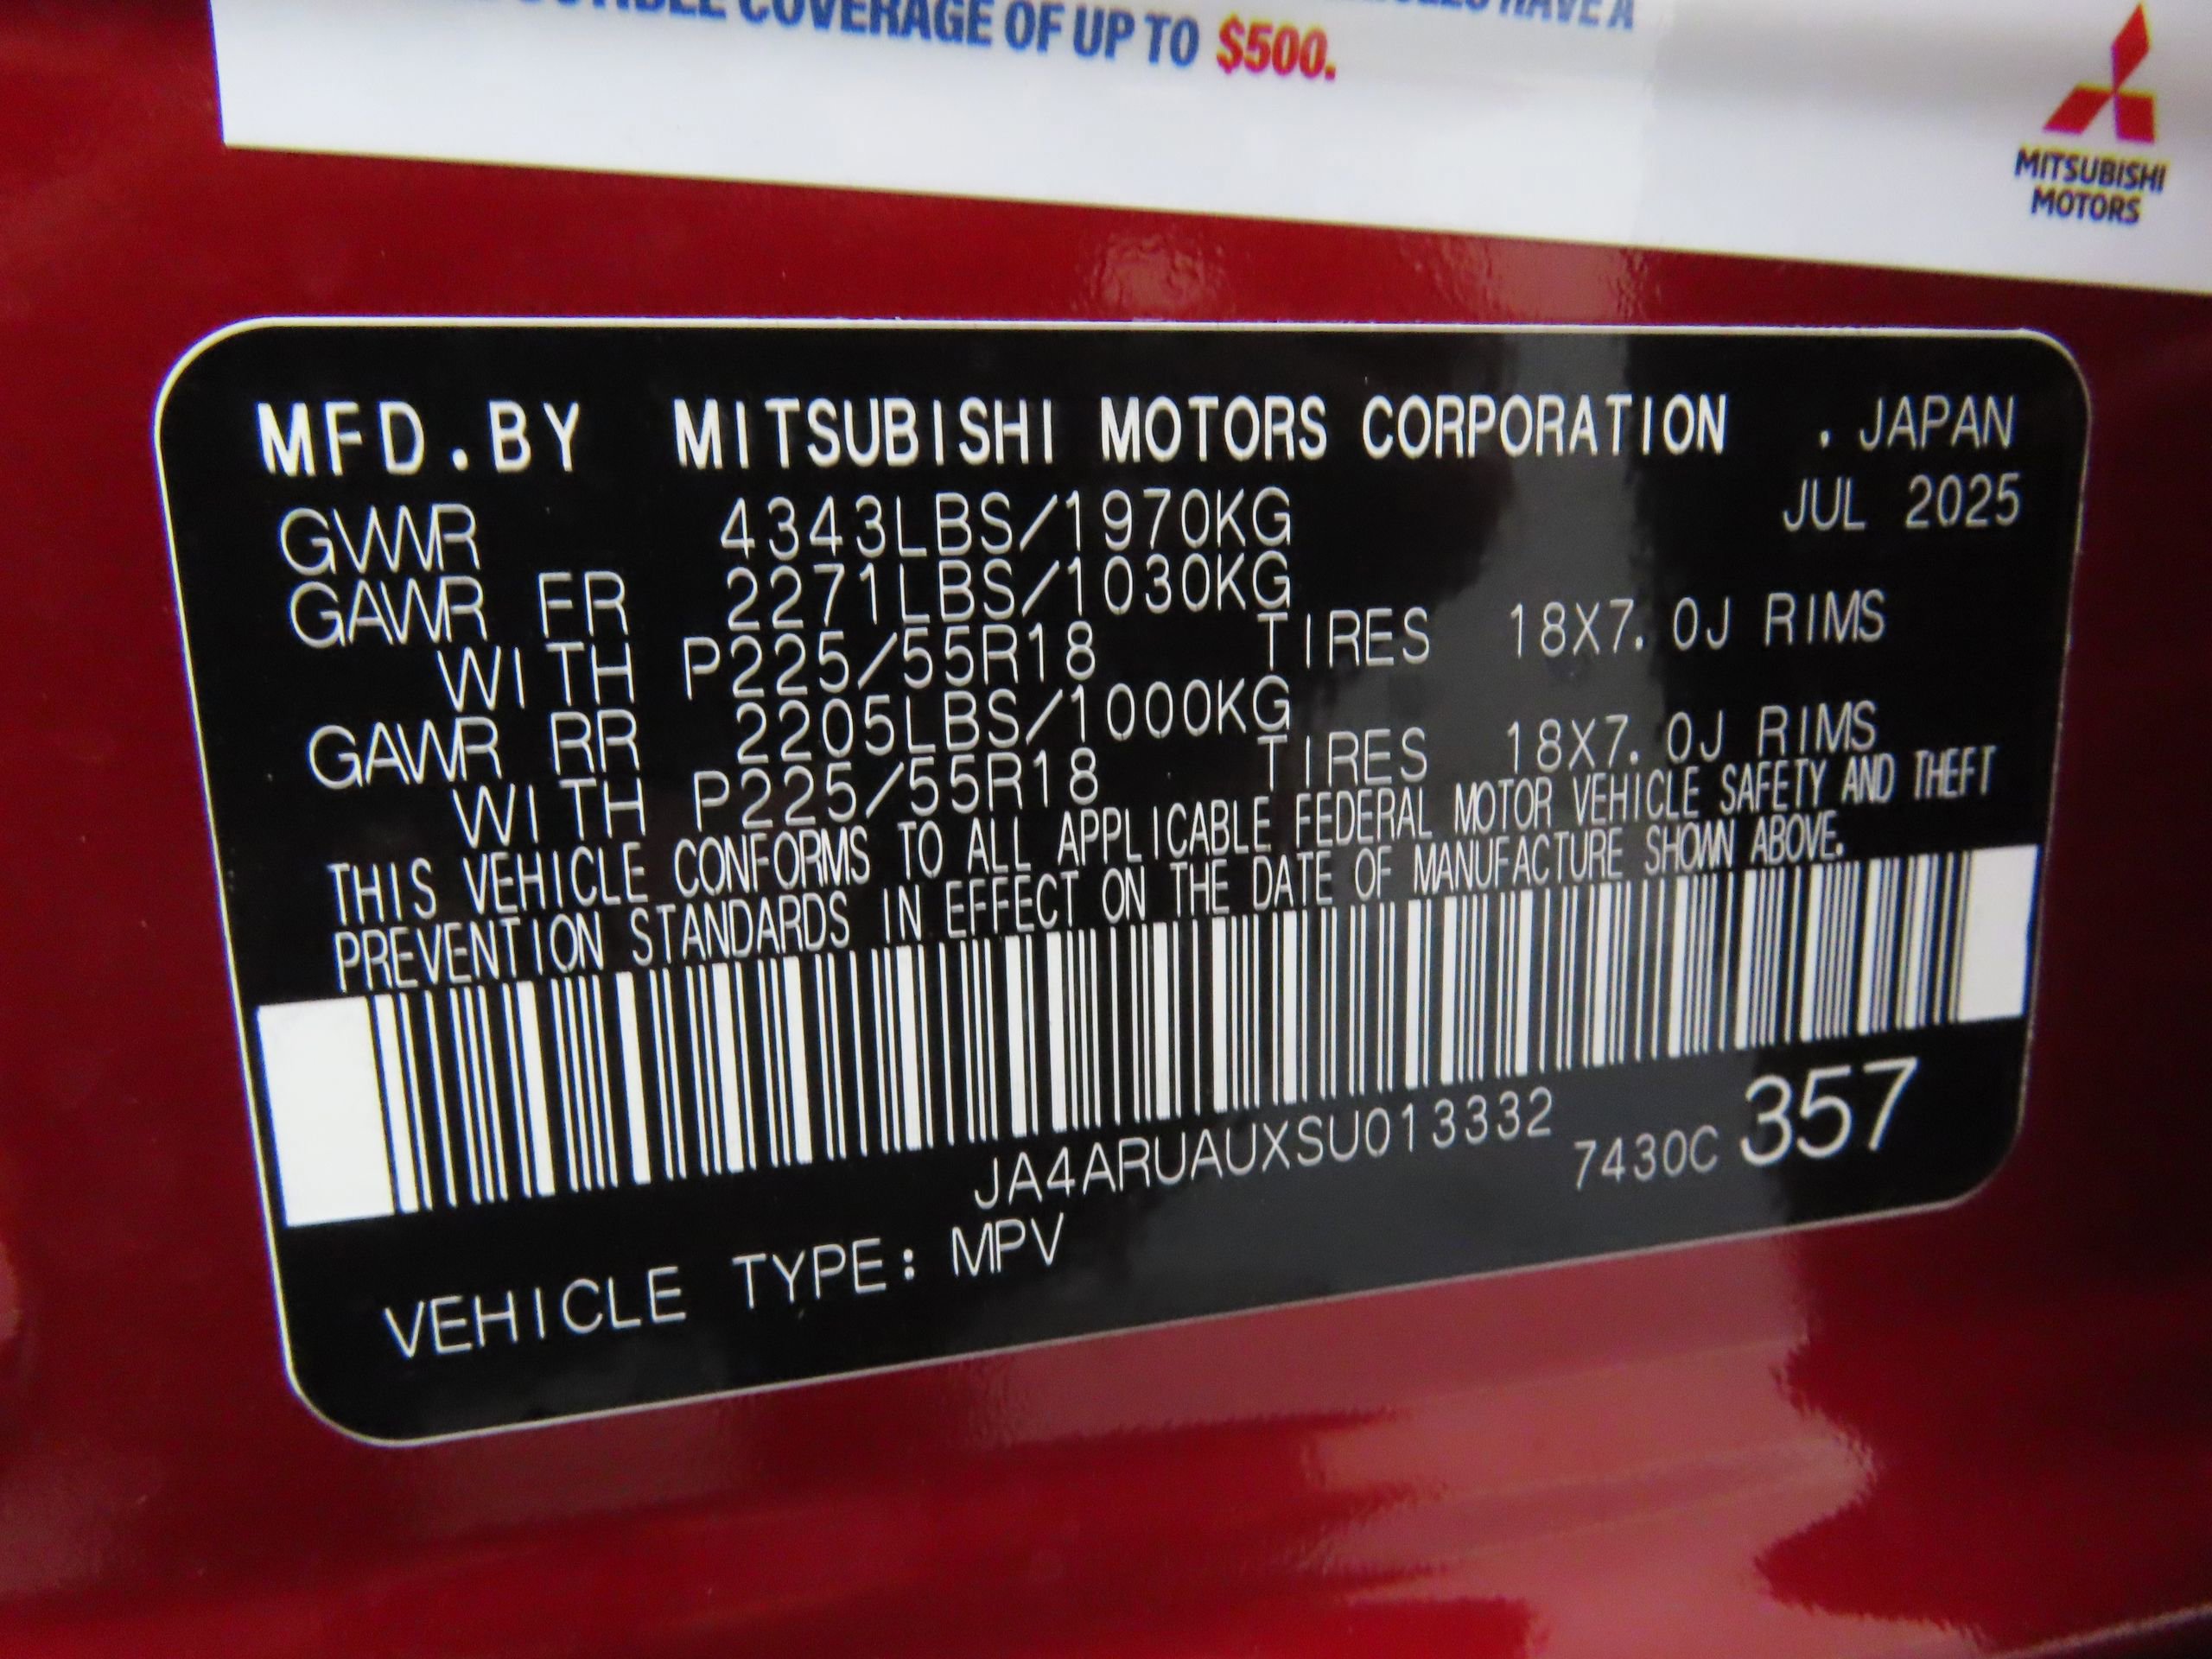 COVERAGE OF UP TO $500.
HAVE A
MITSUBISHI
MOTORS
MFD.BY MITSUBISHI MOTORS CORPORATION . JAPAN
JUL 2025
GVWR 4343LBS/1970KG
GAWR FR 2271LBS/1030KG
WITH P225/55R18 TIRES 18X7.0J RIMS
GAWR RR 2205LBS/1000KG
WITH P225/55R18 TIRES 18X7.0J RIMS
THIS VEHICLE CONFORMS TO ALL APPLICABLE FEDERAL MOTOR VEHICLE SAFETY AND THEFT
PREVENTION STANDARDS IN EFFECT ON THE DATE OF MANUFACTURE SHOWN ABOVE.
JA4ARUAUXSU013332
7430C 357
VEHICLE TYPE: MPV